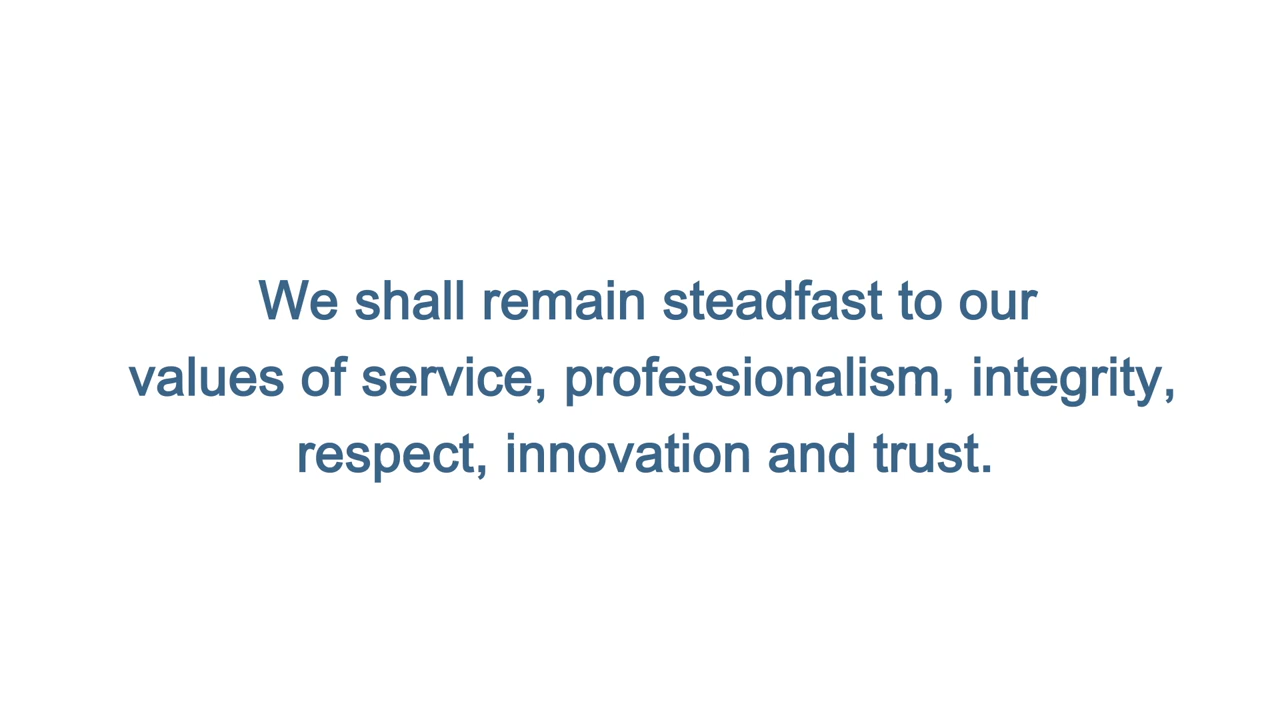 We shall remain steadfast to our
values of service, professionalism, integrity,
respect, innovation and trust.